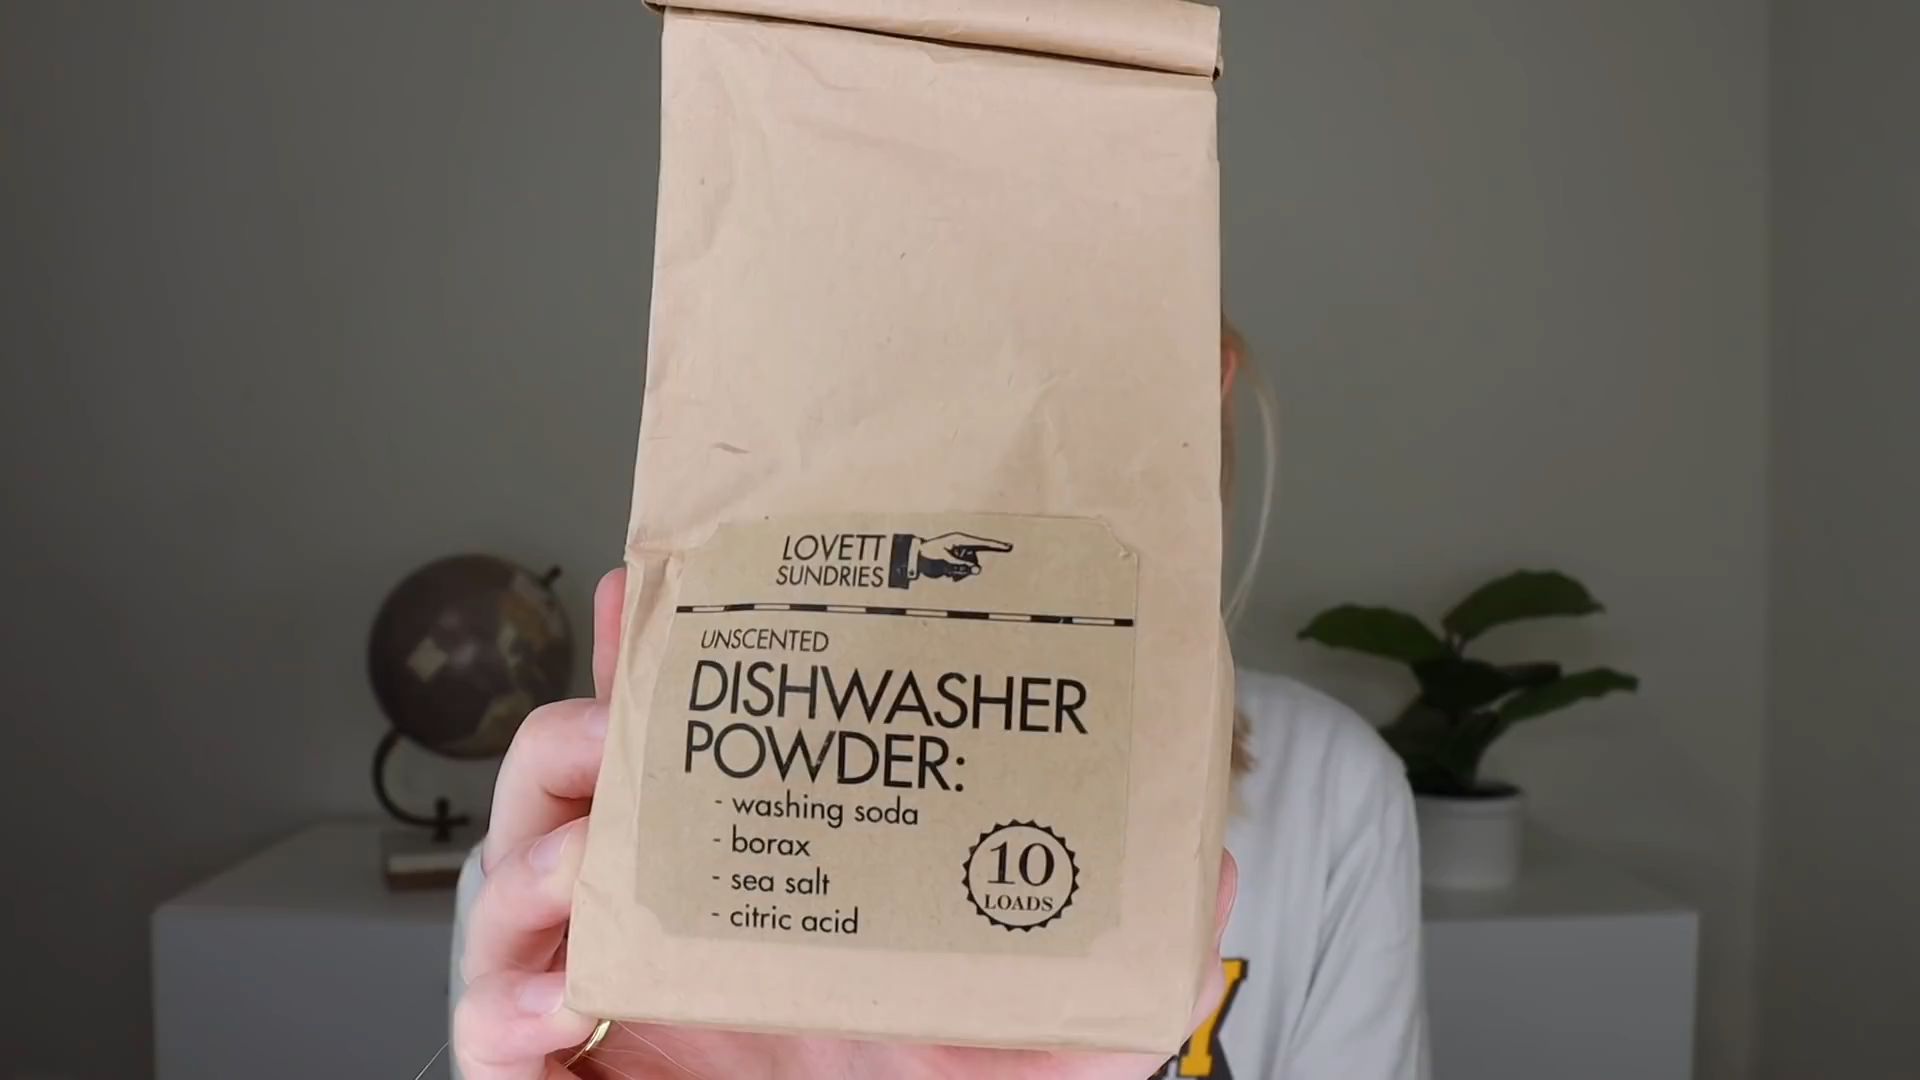 LOVETT
SUNDRIES
UNSCENTED
DISHWASHER
POWDER:
- washing soda
- borax
- sea salt
- citric acid
10
LOADS